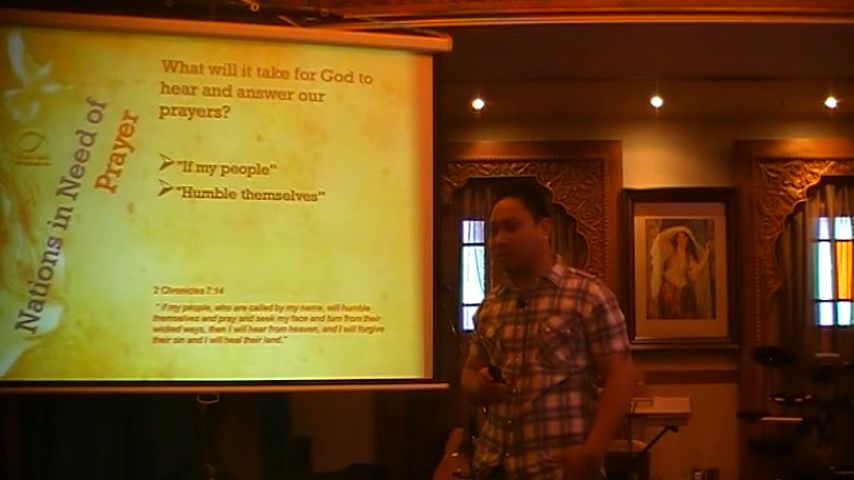 Nations in Need of
Prayer
What will it take for God to
hear and answer our
prayers?
"If my people"
"Humble themselves"
2 Chronicles 7:14
" if my people, who are called by my name, will humble
themselves and pray and seek my face and turn from their
wicked ways, then I will hear from heaven, and I will forgive
their sin and I will heal their land."